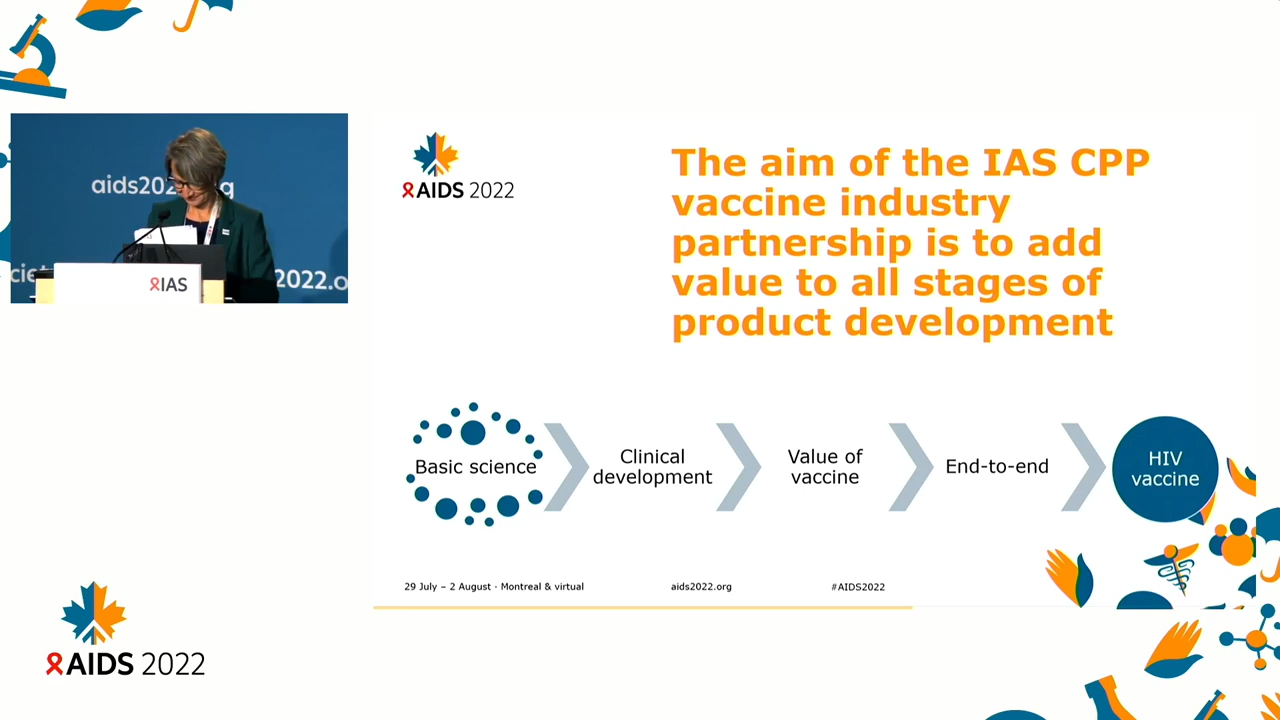 aids202
ciet
2022.o
IAS
AIDS 2022
The aim of the IAS CPP
vaccine industry
partnership is to add
value to all stages of
product development
Basic science
Clinical
development
Value of
vaccine
End-to-end
HIV
vaccine
29 July – 2 August · Montreal & virtual
aids2022.org
#AIDS2022
AIDS 2022